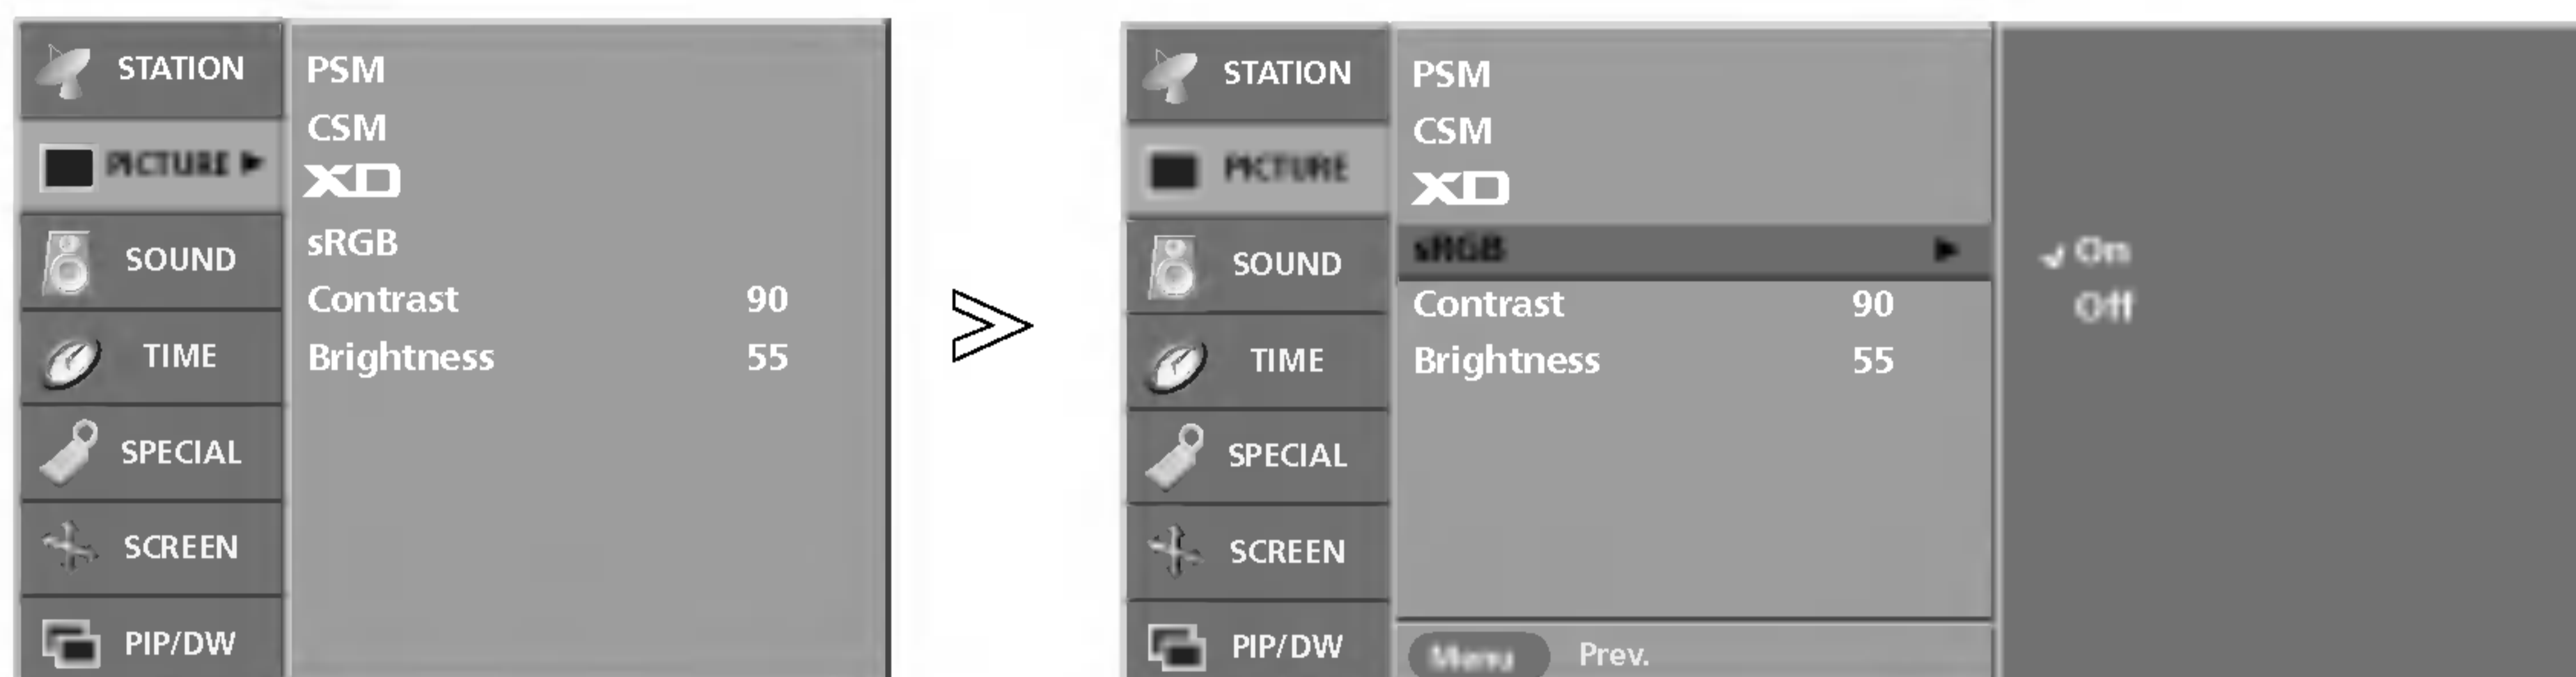 STATION
PICTURE ▶
SOUND
TIME
SPECIAL
SCREEN
PIP/DW
PSM
CSM
XD
sRGB
Contrast 90
Brightness 55
STATION
PICTURE
SOUND
TIME
SPECIAL
SCREEN
PIP/DW
PSM
CSM
XD
sRGB ▶
Contrast 90
Brightness 55
Menu Prev.
✓ On
Off